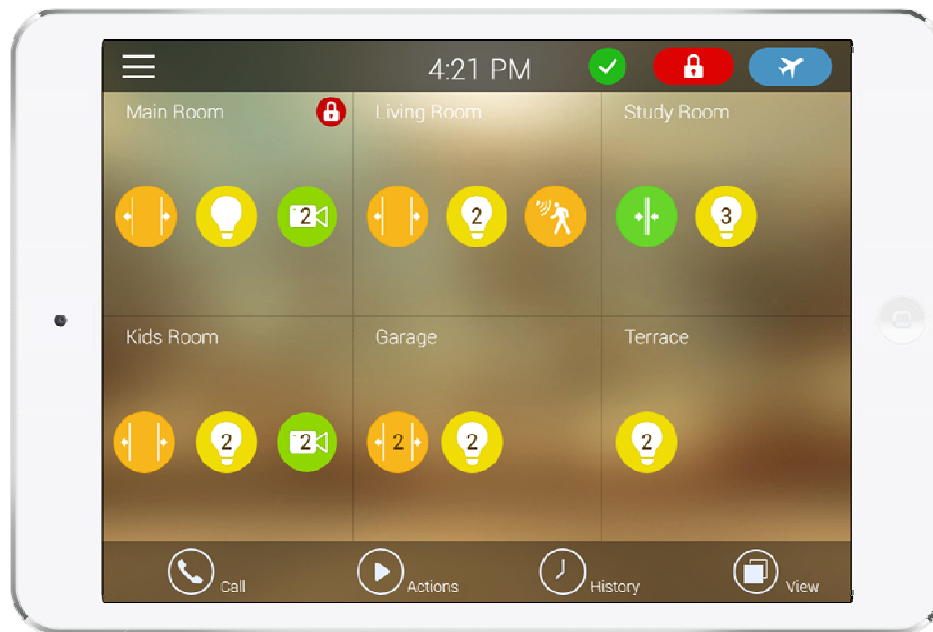 4:21 PM
Main Room
Living Room
Study Room
2
2
3
Kids Room
Garage
Terrace
2
2
2
2
2
Call
Actions
History
View